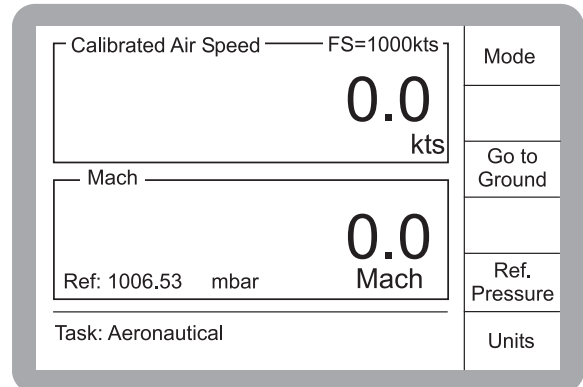 Calibrated Air Speed FS=1000kts
0.0
kts
Mach
0.0
Ref: 1006.53 mbar Mach
Task: Aeronautical
Mode
Go to
Ground
Ref.
Pressure
Units